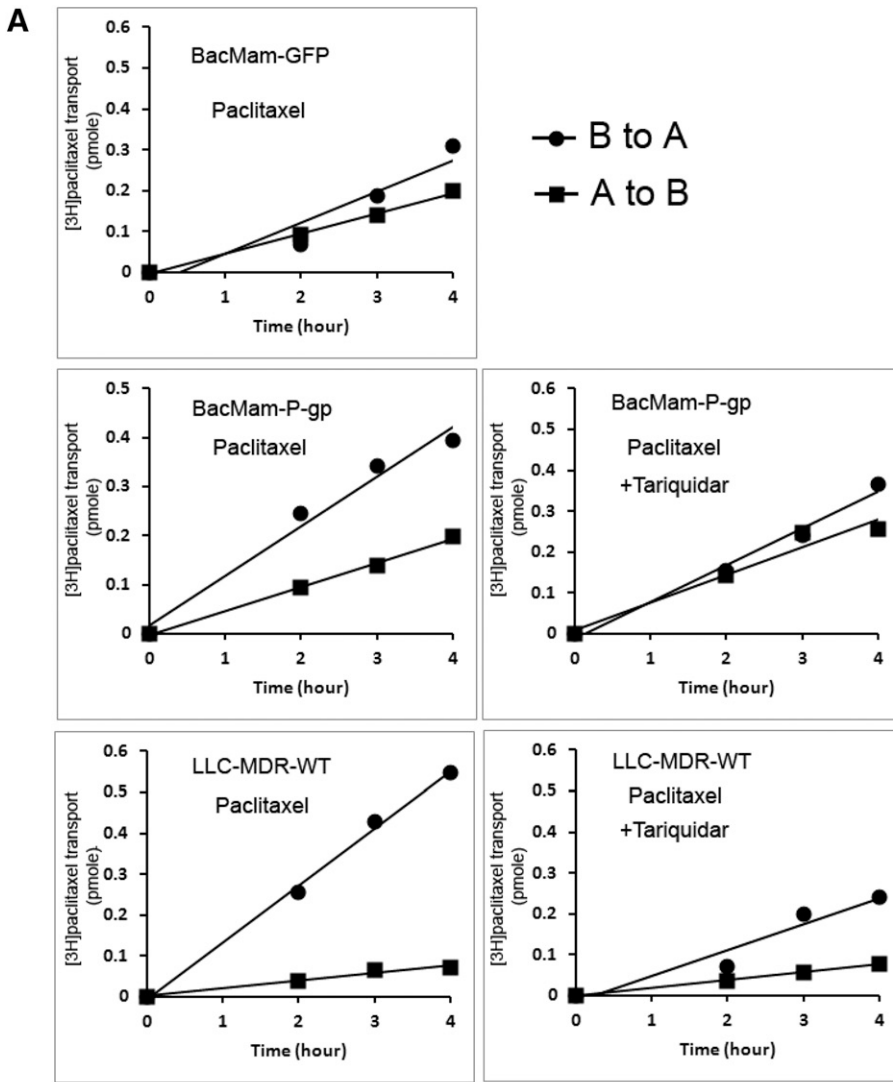 A
0.6
0.5
0.4
0.3
0.2
0.1
0
[3H]paclitaxel transport
(pmole)
BacMam-GFP
Paclitaxel
0 1 2 3 4
Time (hour)
B to A
A to B
0.5
0.4
0.3
0.2
0.1
0
[3H]paclitaxel transport
(pmole)
BacMam-P-gp
Paclitaxel
0 1 2 3 4
Time (hour)
0.6
0.5
0.4
0.3
0.2
0.1
0
[3H]paclitaxel transport
(pmole)
BacMam-P-gp
Paclitaxel
+Tariquidar
0 1 2 3 4
Time (hour)
0.6
0.5
0.4
0.3
0.2
0.1
0
[3H]paclitaxel transport
(pmole)
LLC-MDR-WT
Paclitaxel
0 1 2 3 4
Time (hour)
0.6
0.5
0.4
0.3
0.2
0.1
0
[3H]paclitaxel transport
(pmole)
LLC-MDR-WT
Paclitaxel
+Tariquidar
0 1 2 3 4
Time (hour)